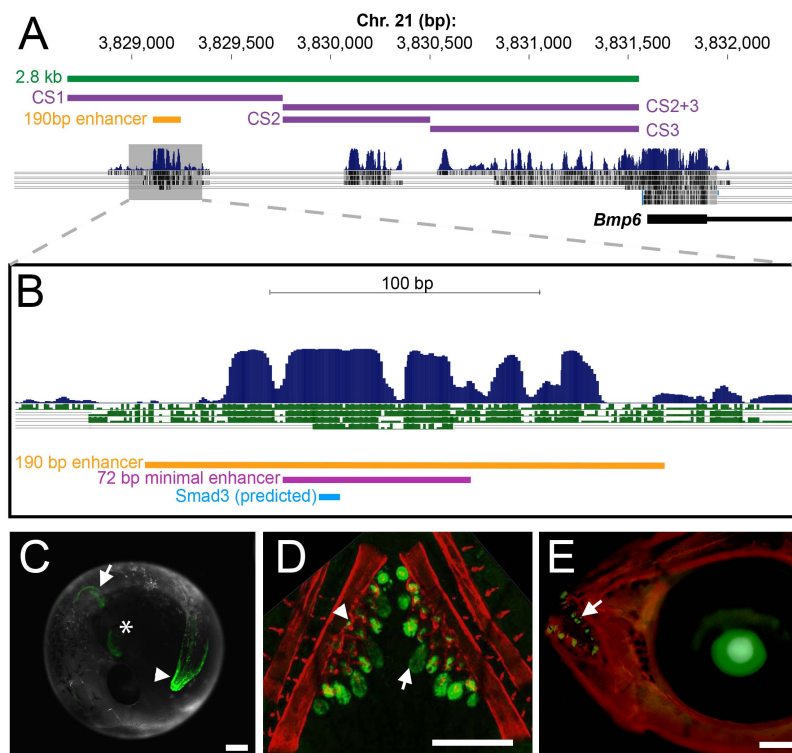 A
Chr. 21 (bp):
3,829,000 3,829,500 3,830,000 3,830,500 3,831,000 3,831,500 3,832,000
2.8 kb
CS1
CS2+3
190bp enhancer
CS2
CS3
Bmp6
B
100 bp
190 bp enhancer
72 bp minimal enhancer
Smad3 (predicted)
C D E
*